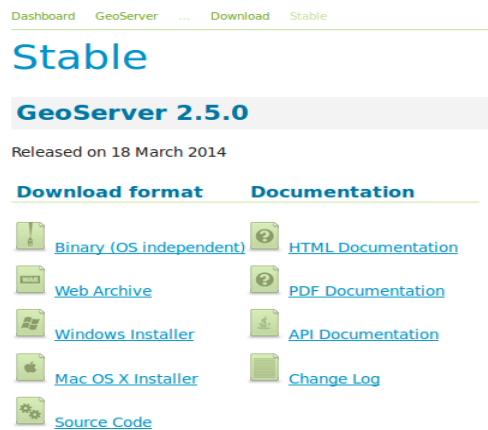 Dashboard GeoServer ... Download Stable
Stable
GeoServer 2.5.0
Released on 18 March 2014
Download format Documentation
Binary (OS independent) HTML Documentation
WAR Web Archive PDF Documentation
Windows Installer API Documentation
Mac OS X Installer Change Log
Source Code